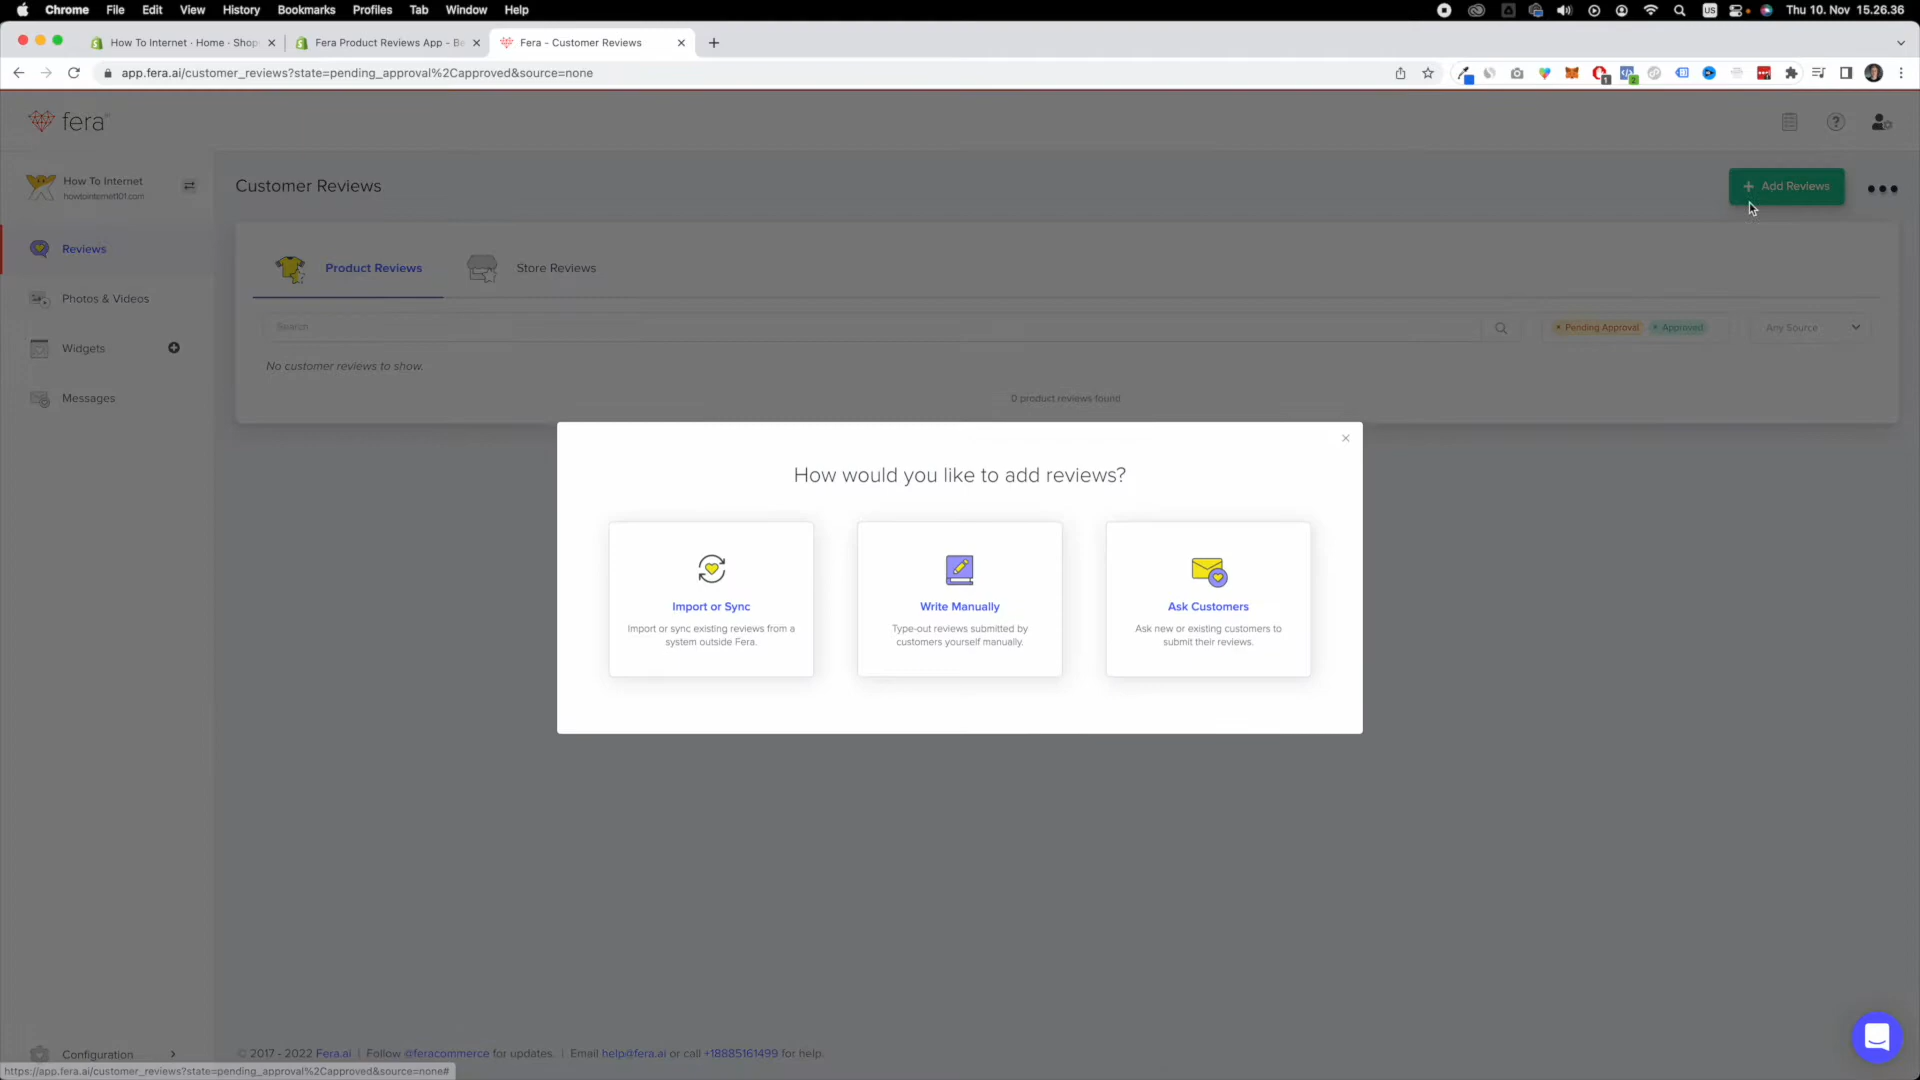 Chrome File Edit View History Bookmarks Profiles Tab Window Help
US Thu 10. Nov 15.26.36
How To Internet · Home · Shop
Fera Product Reviews App - Be
Fera - Customer Reviews
app.fera.ai/customer_reviews?state=pending_approval%2Capproved&source=none
fera
How To Internet
howtointernet101.com
Customer Reviews
+ Add Reviews
Reviews
Product Reviews
Store Reviews
Photos & Videos
Search
Pending Approval
Approved
Any Source
Widgets
No customer reviews to show.
Messages
0 product reviews found
How would you like to add reviews?
Import or Sync
Import or sync existing reviews from a
system outside Fera.
Write Manually
Type-out reviews submitted by
customers yourself manually.
Ask Customers
Ask new or existing customers to
submit their reviews.
Configuration
© 2017 - 2022 Fera.ai | Follow @feracommerce for updates. | Email help@fera.ai or call +18885161499 for help.
https://app.fera.ai/customer_reviews?state=pending_approval%2Capproved&source=none#